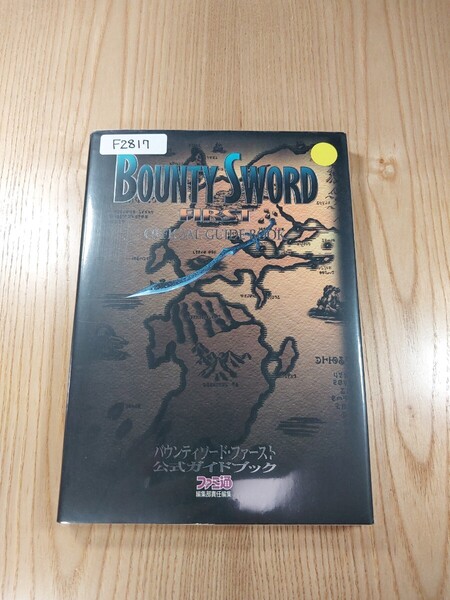 F2817
BOUNTY SWORD
FIRST
OFFICIAL GUIDE BOOK
バウンティソード・ファースト
公式ガイドブック
ファミ通
編集部責任編集